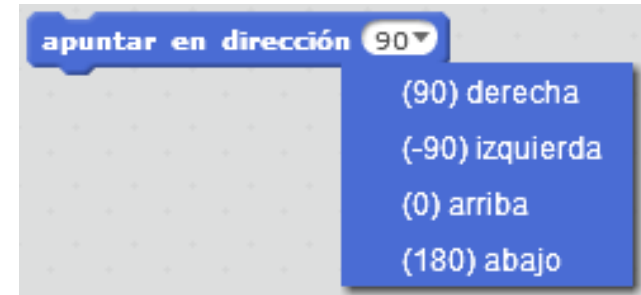 apuntar en dirección 90
(90) derecha
(-90) izquierda
(0) arriba
(180) abajo